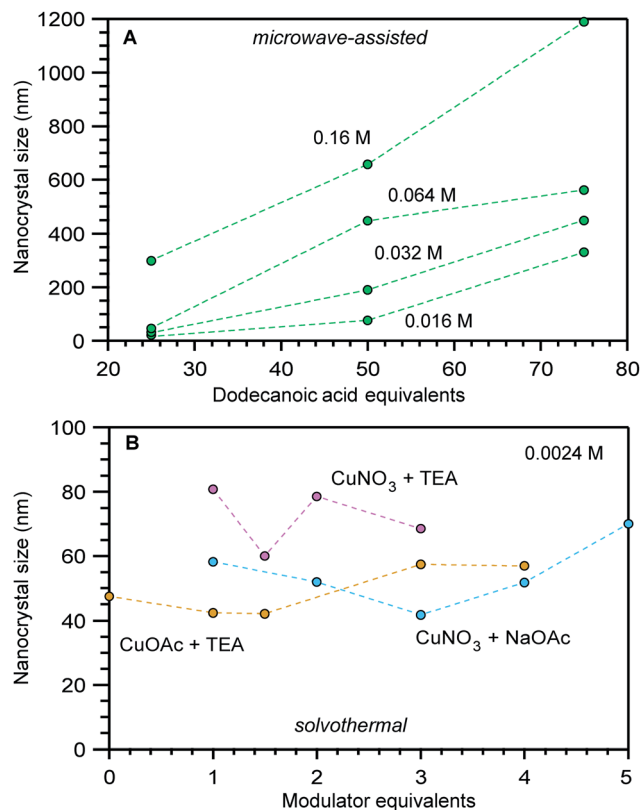 1200
A
microwave-assisted
1000
0.16 M
800
600
0.064 M
400
0.032 M
200
0.016 M
0
20 30 40 50 60 70 80
Nanocrystal size (nm)
Dodecanoic acid equivalents
100
B
0.0024 M
80
CuNO3 + TEA
60
40
CuOAc + TEA
CuNO3 + NaOAc
20
solvothermal
0
0 1 2 3 4 5
Nanocrystal size (nm)
Modulator equivalents